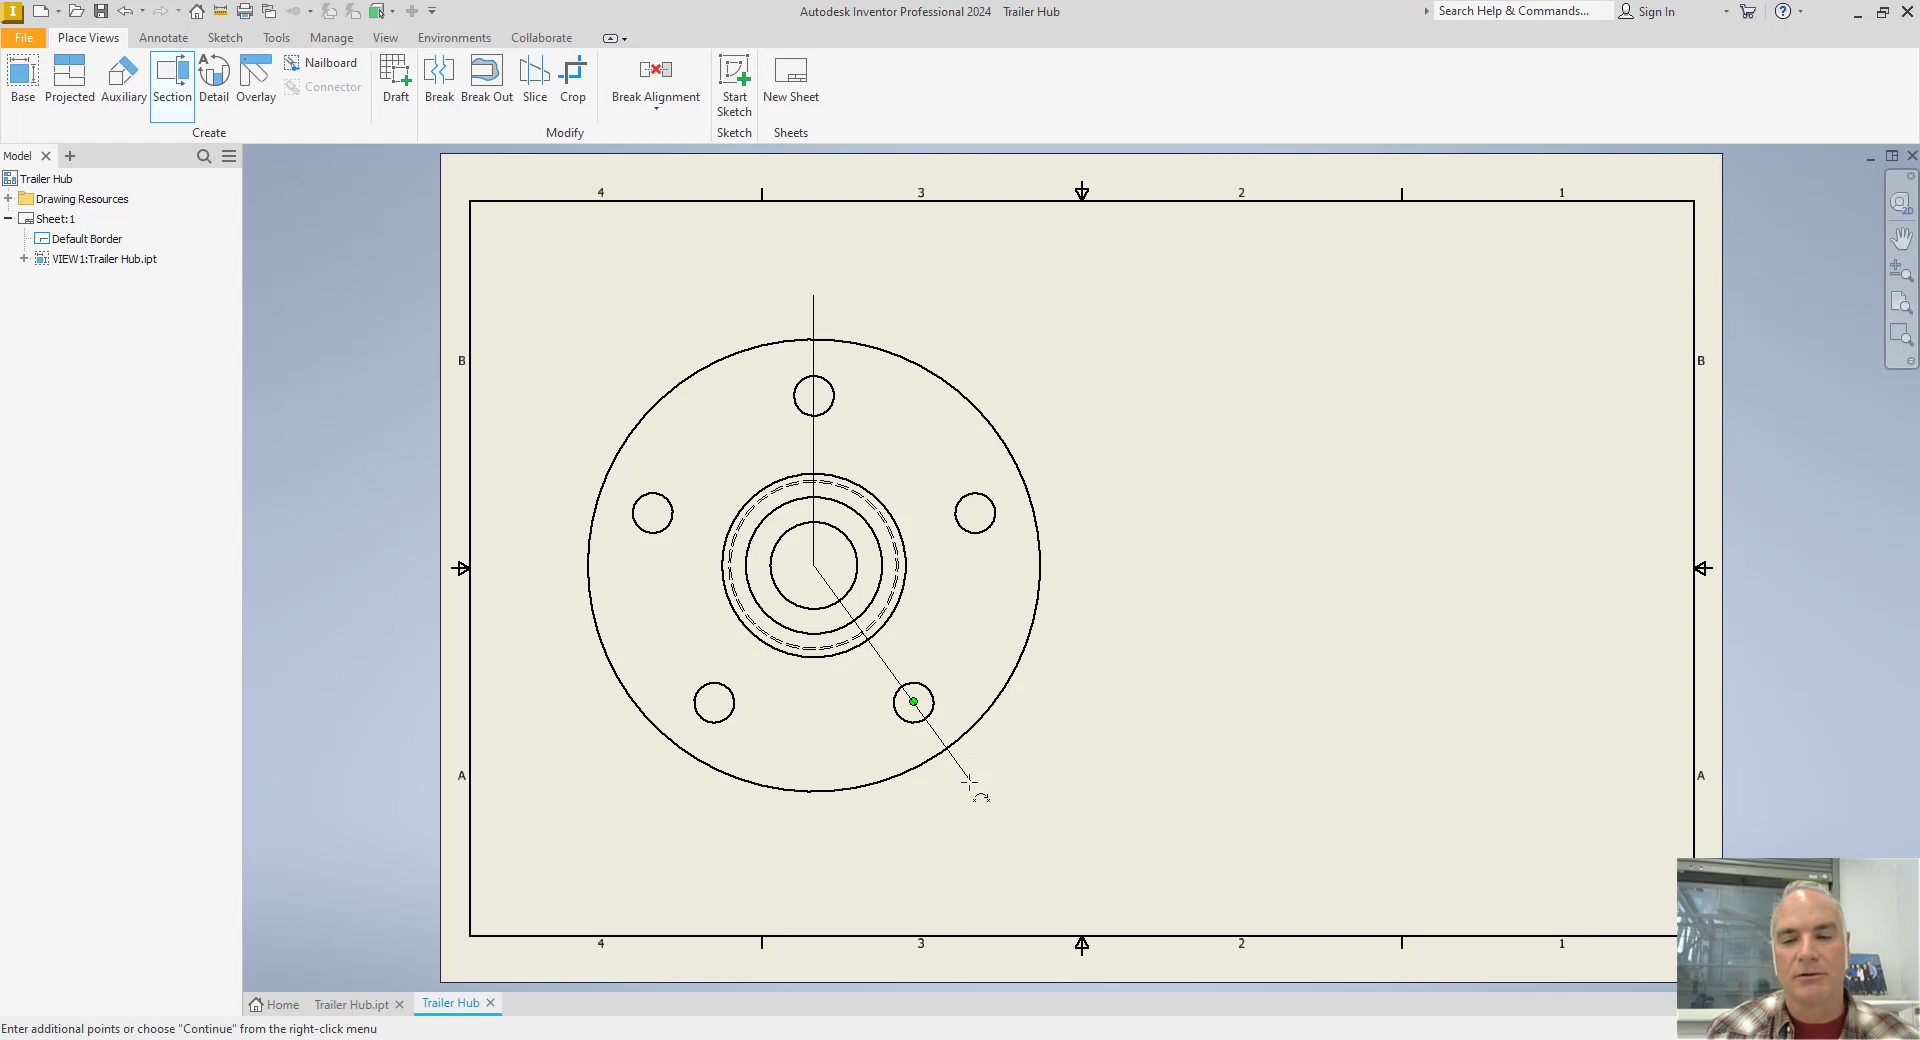 Autodesk Inventor Professional 2024 Trailer Hub
Search Help & Commands...
Sign In
File
Place Views
Annotate
Sketch
Tools
Manage
View
Environments
Collaborate
Base
Projected
Auxiliary
Section
Detail
Overlay
Nailboard
Connector
Draft
Break
Break Out
Slice
Crop
Break Alignment
Start
Sketch
New Sheet
Create
Modify
Sketch
Sheets
Model
Trailer Hub
Drawing Resources
Sheet:1
Default Border
VIEW1:Trailer Hub.ipt
4
3
2
1
B
B
A
A
4
3
2
1
Home
Trailer Hub.ipt
Trailer Hub
Enter additional points or choose "Continue" from the right-click menu